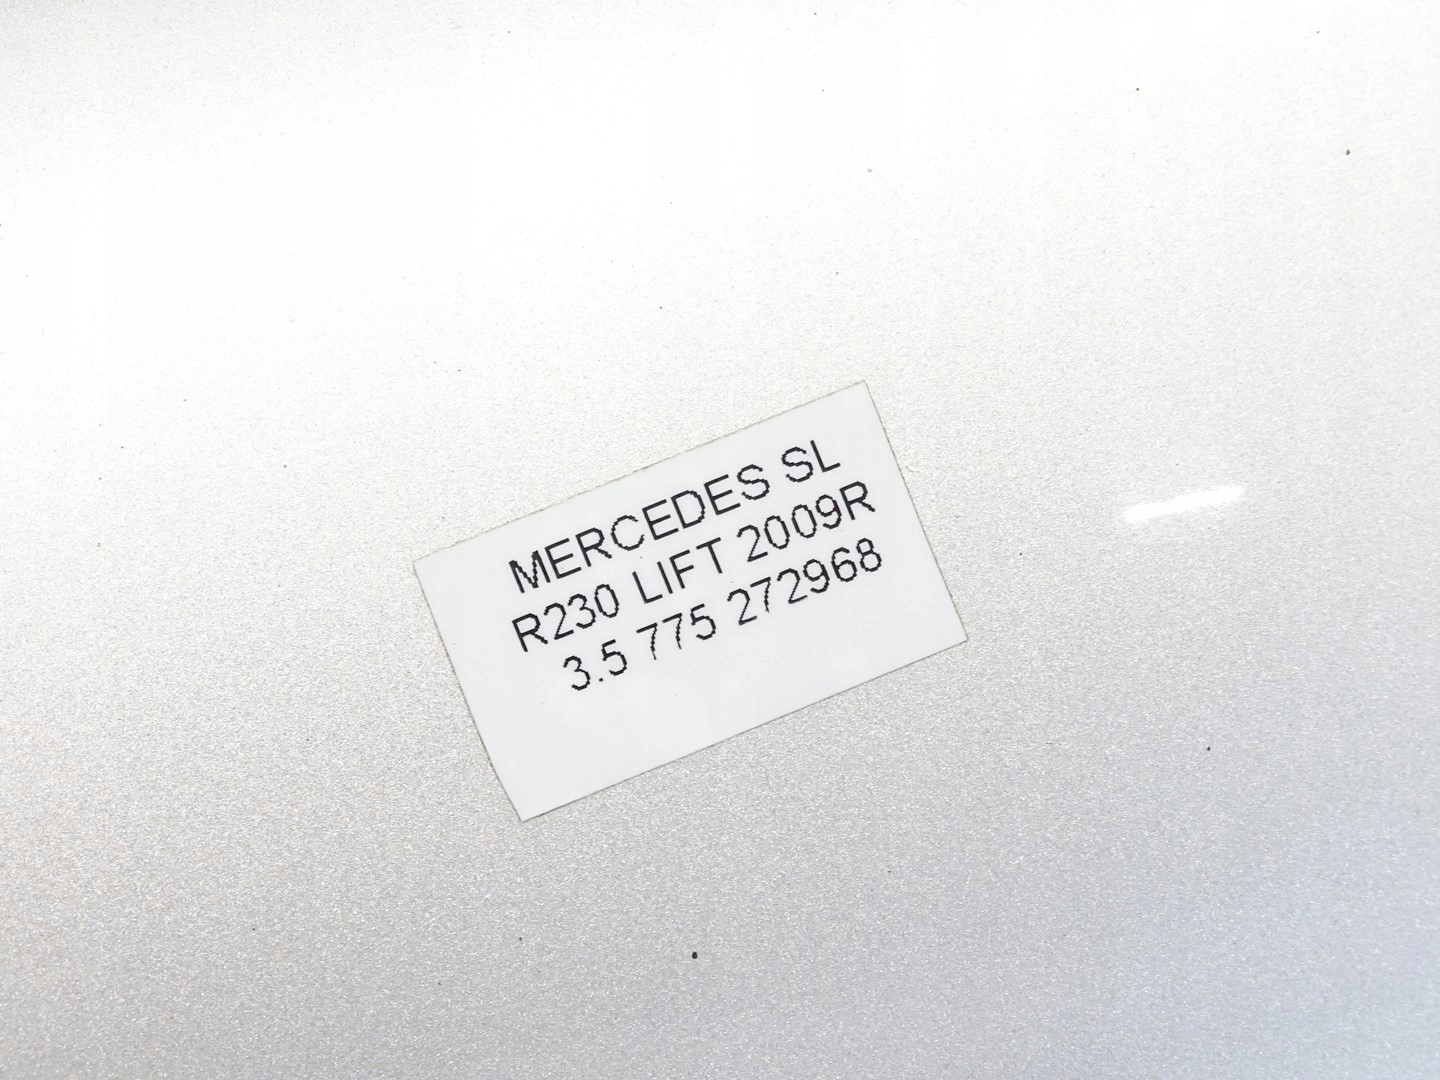 MERCEDES SL
R230 LIFT 2009R
3.5 775 272968